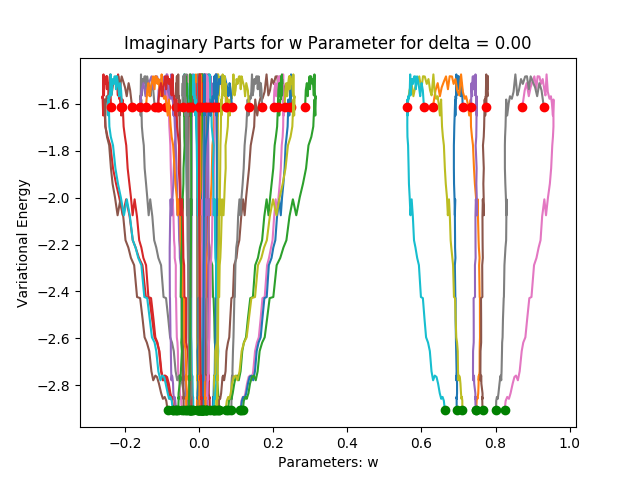 Imaginary Parts for w Parameter for delta = 0.00
Variational Energy
−1.6
−1.8
−2.0
−2.2
−2.4
−2.6
−2.8
−0.2 0.0 0.2 0.4 0.6 0.8 1.0
Parameters: w